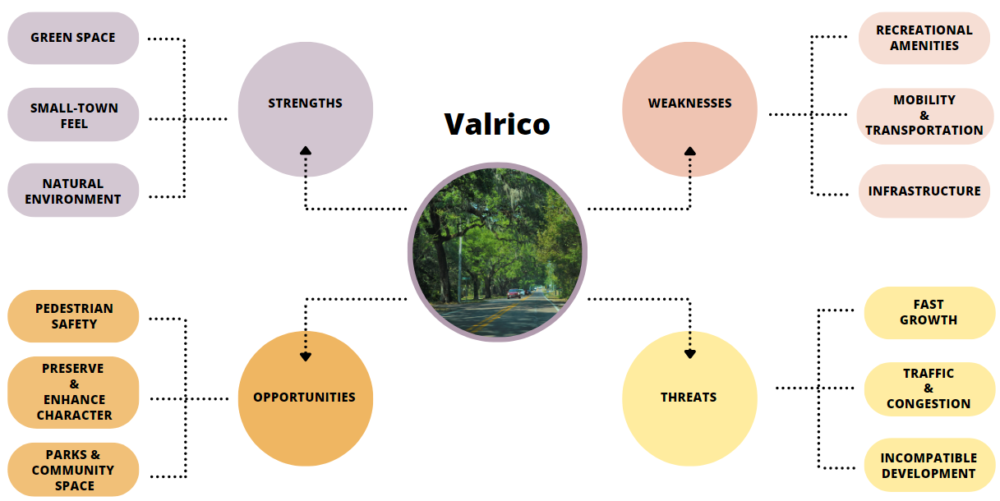 Valrico
STRENGTHS
GREEN SPACE
SMALL-TOWN
FEEL
NATURAL
ENVIRONMENT
WEAKNESSES
RECREATIONAL
AMENITIES
MOBILITY
&
TRANSPORTATION
INFRASTRUCTURE
OPPORTUNITIES
PEDESTRIAN
SAFETY
PRESERVE
&
ENHANCE
CHARACTER
PARKS &
COMMUNITY
SPACE
THREATS
FAST
GROWTH
TRAFFIC
&
CONGESTION
INCOMPATIBLE
DEVELOPMENT